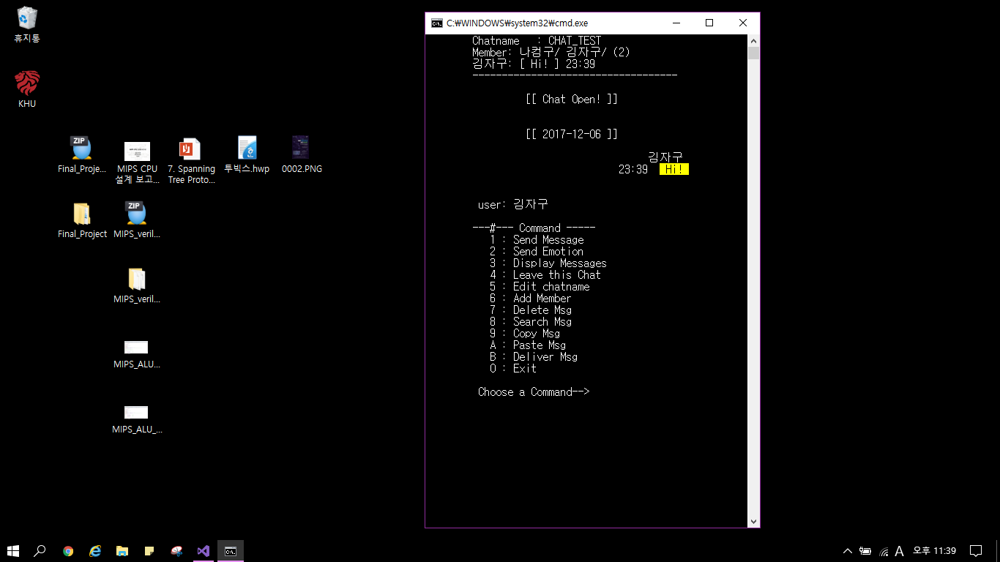 휴지통
KHU
Final_Proje...
MIPS CPU
설계 보고...
7. Spanning
Tree Proto...
투빅스.hwp
0002.PNG
Final_Project
MIPS_veril...
MIPS_veril...
MIPS_ALU...
MIPS_ALU_...
C:₩WINDOWS₩system32₩cmd.exe
Chatname : CHAT_TEST
Member: 나컴구/ 김자구/ (2)
김자구: [ Hi! ] 23:39
-----------------------------------
[[ Chat Open! ]]
[[ 2017-12-06 ]]
김자구
23:39 Hi!
user: 김자구
---#--- Command -----
1 : Send Message
2 : Send Emotion
3 : Display Messages
4 : Leave this Chat
5 : Edit chatname
6 : Add Member
7 : Delete Msg
8 : Search Msg
9 : Copy Msg
A : Paste Msg
B : Deliver Msg
0 : Exit
Choose a Command-->
A 오후 11:39